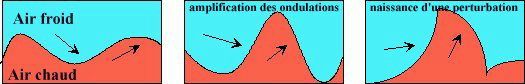 Air froid
Air chaud
amplification des ondulations
naissance d'une perturbation